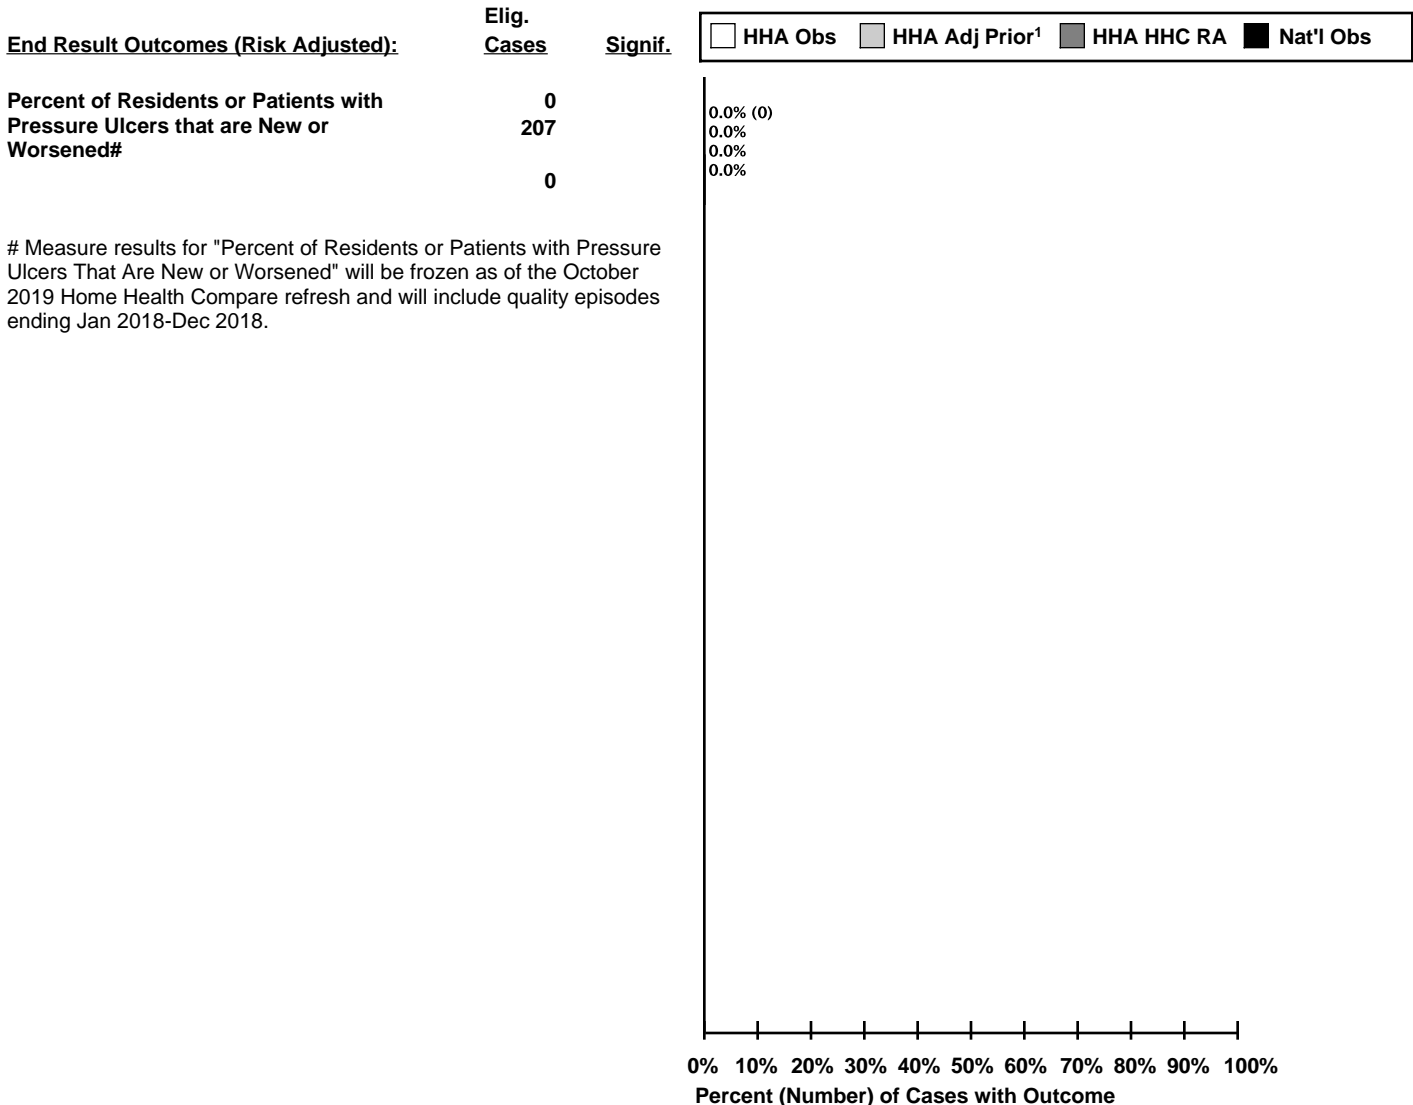 Elig.
End Result Outcomes (Risk Adjusted): Cases Signif.
HHA Obs HHA Adj Prior¹ HHA HHC RA Nat'l Obs
Percent of Residents or Patients with 0
Pressure Ulcers that are New or 207
Worsened#
0
0.0% (0)
0.0%
0.0%
0.0%
# Measure results for "Percent of Residents or Patients with Pressure
Ulcers That Are New or Worsened" will be frozen as of the October
2019 Home Health Compare refresh and will include quality episodes
ending Jan 2018-Dec 2018.
0% 10% 20% 30% 40% 50% 60% 70% 80% 90% 100%
Percent (Number) of Cases with Outcome